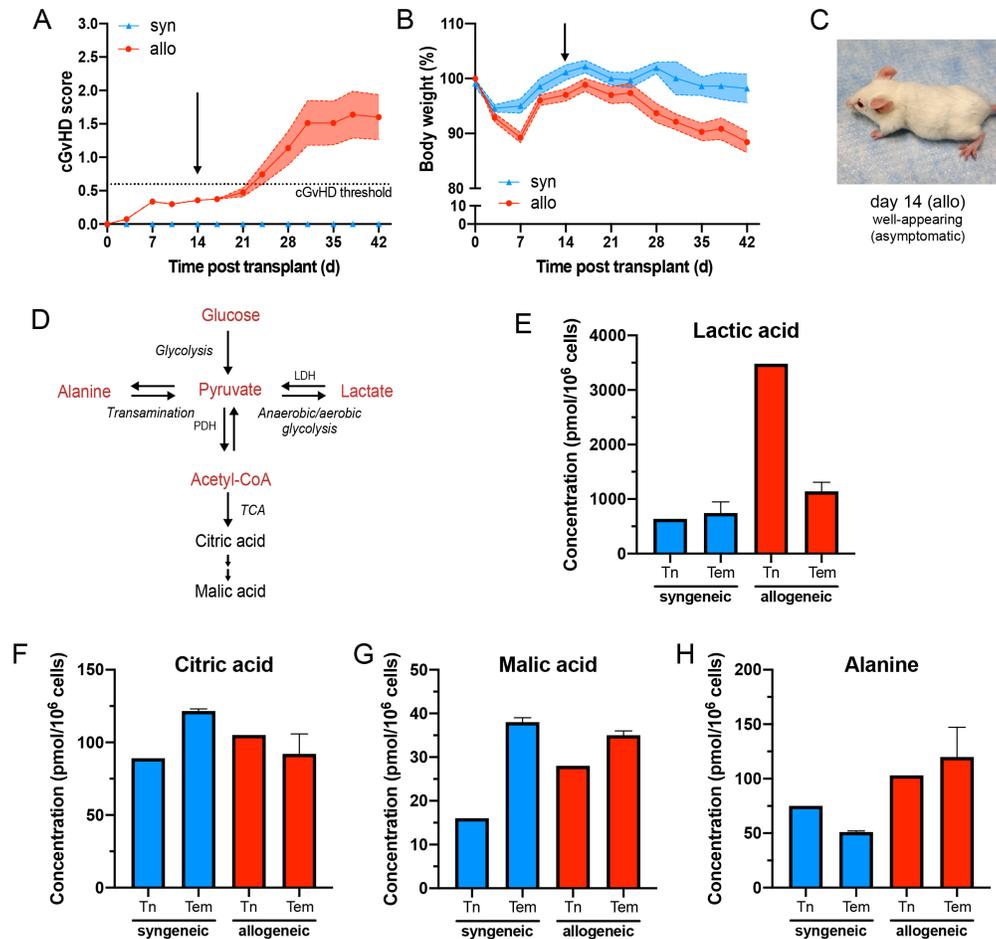 A
3.0
2.5
2.0
1.5
1.0
0.5
0.0
cGvHD score
syn
allo
cGvHD threshold
0 7 14 21 28 35 42
Time post transplant (d)
B
110
100
90
80
10
0
Body weight (%)
syn
allo
0 7 14 21 28 35 42
Time post transplant (d)
C
day 14 (allo)
well-appearing
(asymptomatic)
D
Glucose
Glycolysis
Alanine
Pyruvate
LDH
Lactate
Transamination
PDH
Anaerobic/aerobic
glycolysis
Acetyl-CoA
TCA
Citric acid
Malic acid
E
Lactic acid
Concentration (pmol/10⁶ cells)
4000
3000
2000
1000
0
Tn Tem Tn Tem
syngeneic allogeneic
F
Citric acid
Concentration (pmol/10⁶ cells)
150
100
50
0
Tn Tem Tn Tem
syngeneic allogeneic
G
Malic acid
Concentration (pmol/10⁶ cells)
50
40
30
20
10
0
Tn Tem Tn Tem
syngeneic allogeneic
H
Alanine
Concentration (pmol/10⁶ cells)
200
150
100
50
0
Tn Tem Tn Tem
syngeneic allogeneic